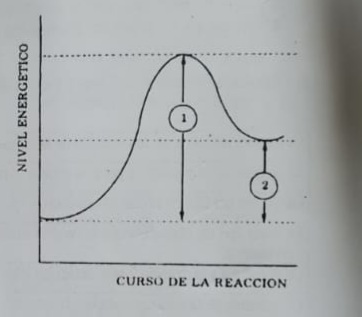 NIVEL ENERGETICO
1
2
CURSO DE LA REACCION